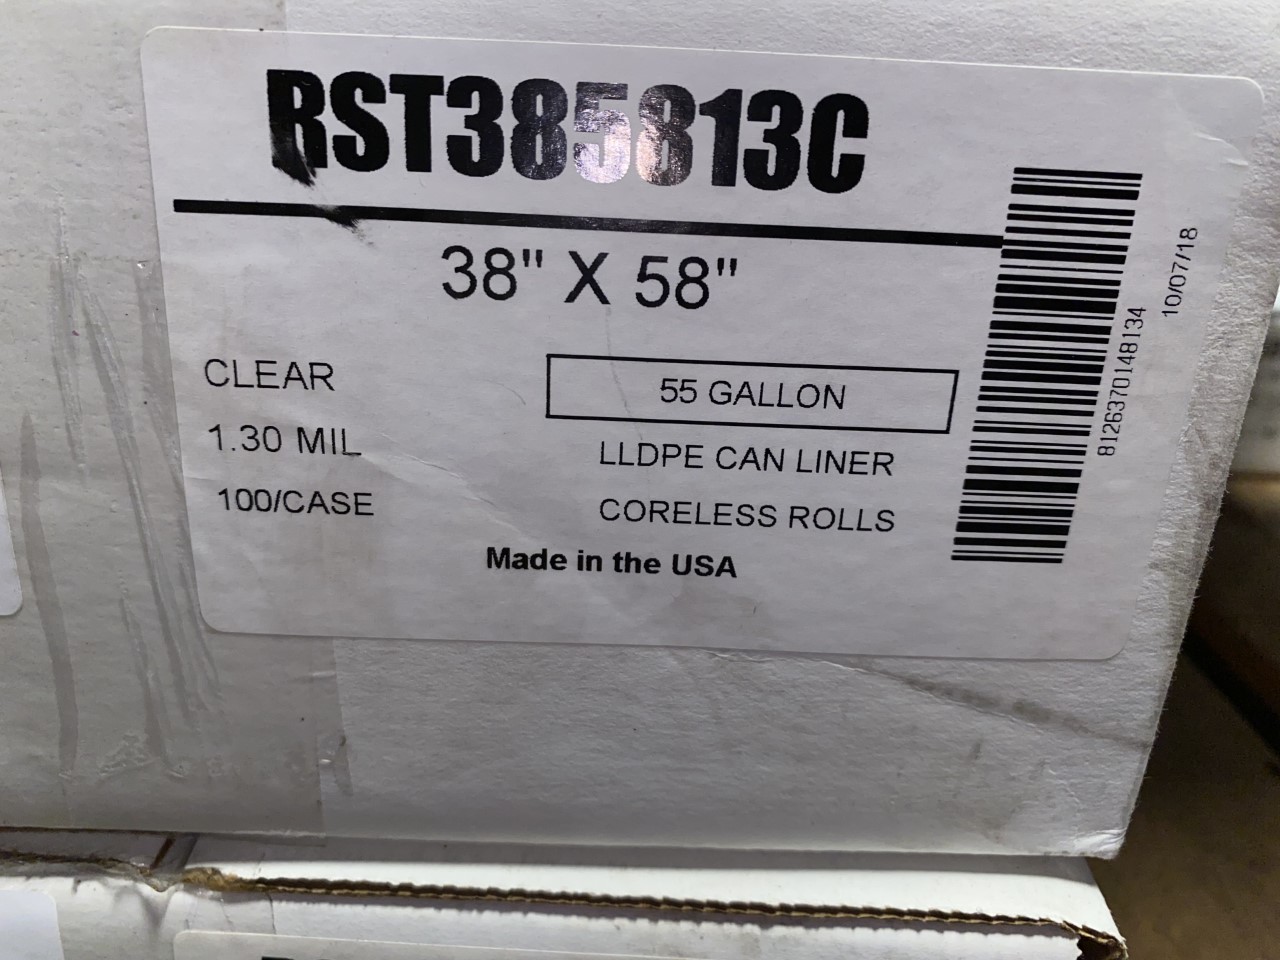 RST385813C
38" X 58"
CLEAR
55 GALLON
1.30 MIL
LLDPE CAN LINER
100/CASE
CORELESS ROLLS
Made in the USA
812637014813​4
10/07/18